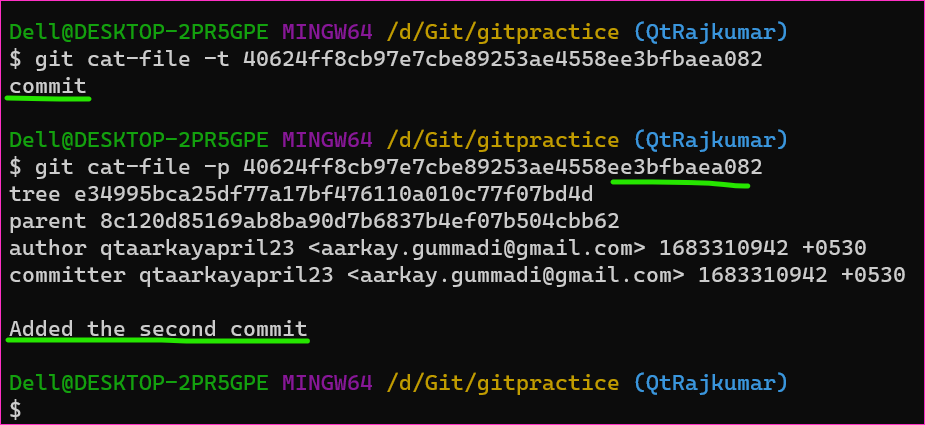 Dell@DESKTOP-2PR5GPE MINGW64 /d/Git/gitpractice (QtRajkumar)
$ git cat-file -t 40624ff8cb97e7cbe89253ae4558ee3bfbaea082
commit
Dell@DESKTOP-2PR5GPE MINGW64 /d/Git/gitpractice (QtRajkumar)
$ git cat-file -p 40624ff8cb97e7cbe89253ae4558ee3bfbaea082
tree e34995bca25df77a17bf476110a010c77f07bd4d
parent 8c120d85169ab8ba90d7b6837b4ef07b504cbb62
author qtaarkayapril23 <aarkay.gummadi@gmail.com> 1683310942 +0530
committer qtaarkayapril23 <aarkay.gummadi@gmail.com> 1683310942 +0530
Added the second commit
Dell@DESKTOP-2PR5GPE MINGW64 /d/Git/gitpractice (QtRajkumar)
$